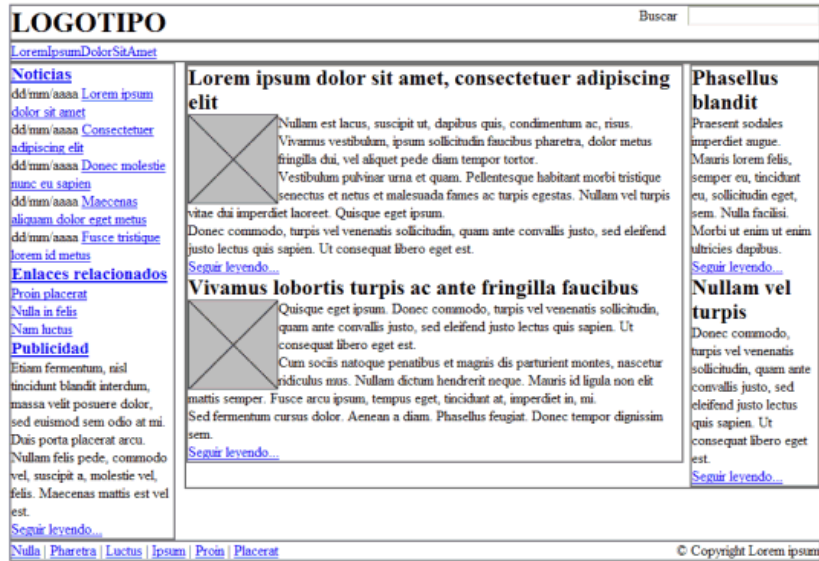 LOGOTIPO
Buscar
LoremIpsumDolorSitAmet
Noticias
dd/mm/aaaa Lorem ipsum
dolor sit amet
dd/mm/aaaa Consectetuer
adipiscing elit
dd/mm/aaaa Donec molestie
nunc eu sapien
dd/mm/aaaa Maecenas
aliquam dolor eget metus
dd/mm/aaaa Fusce tristique
lorem id metus
Enlaces relacionados
Proin placerat
Nulla in felis
Nam luctus
Publicidad
Etiam fermentum, nisl
tincidunt blandit interdum,
massa velit posuere dolor,
sed euismod sem odio at mi.
Duis porta placerat arcu.
Nullam felis pede, commodo
vel, suscipit a, molestie vel,
felis. Maecenas mattis est vel
est.
Seguir leyendo...
Lorem ipsum dolor sit amet, consectetuer adipiscing
elit
Nullam est lacus, suscipit ut, dapibus quis, condimentum ac, risus.
Vivamus vestibulum, ipsum sollicitudin faucibus pharetra, dolor metus
fringilla dui, vel aliquet pede diam tempor tortor.
Vestibulum pulvinar urna et quam. Pellentesque habitant morbi tristique
senectus et netus et malesuada fames ac turpis egestas. Nullam vel turpis
vitae dui imperdiet laoreet. Quisque eget ipsum.
Donec commodo, turpis vel venenatis sollicitudin, quam ante convallis justo, sed eleifend
justo lectus quis sapien. Ut consequat libero eget est.
Seguir leyendo...
Vivamus lobortis turpis ac ante fringilla faucibus
Quisque eget ipsum. Donec commodo, turpis vel venenatis sollicitudin,
quam ante convallis justo, sed eleifend justo lectus quis sapien. Ut
consequat libero eget est.
Cum sociis natoque penatibus et magnis dis parturient montes, nascetur
ridiculus mus. Nullam dictum hendrerit neque. Mauris id ligula non elit
mattis semper. Fusce arcu ipsum, tempus eget, tincidunt at, imperdiet in, mi.
Sed fermentum cursus dolor. Aenean a diam. Phasellus feugiat. Donec tempor dignissim
sem.
Seguir leyendo...
Phasellus
blandit
Praesent sodales
imperdiet augue.
Mauris lorem felis,
semper eu, tincidunt
eu, sollicitudin eget,
sem. Nulla facilisi.
Morbi ut enim ut enim
ultricies dapibus.
Seguir leyendo...
Nullam vel
turpis
Donec commodo,
turpis vel venenatis
sollicitudin, quam ante
convallis justo, sed
eleifend justo lectus
quis sapien. Ut
consequat libero eget
est.
Seguir leyendo...
Nulla | Pharetra | Luctus | Ipsum | Proin | Placerat
© Copyright Lorem ipsum